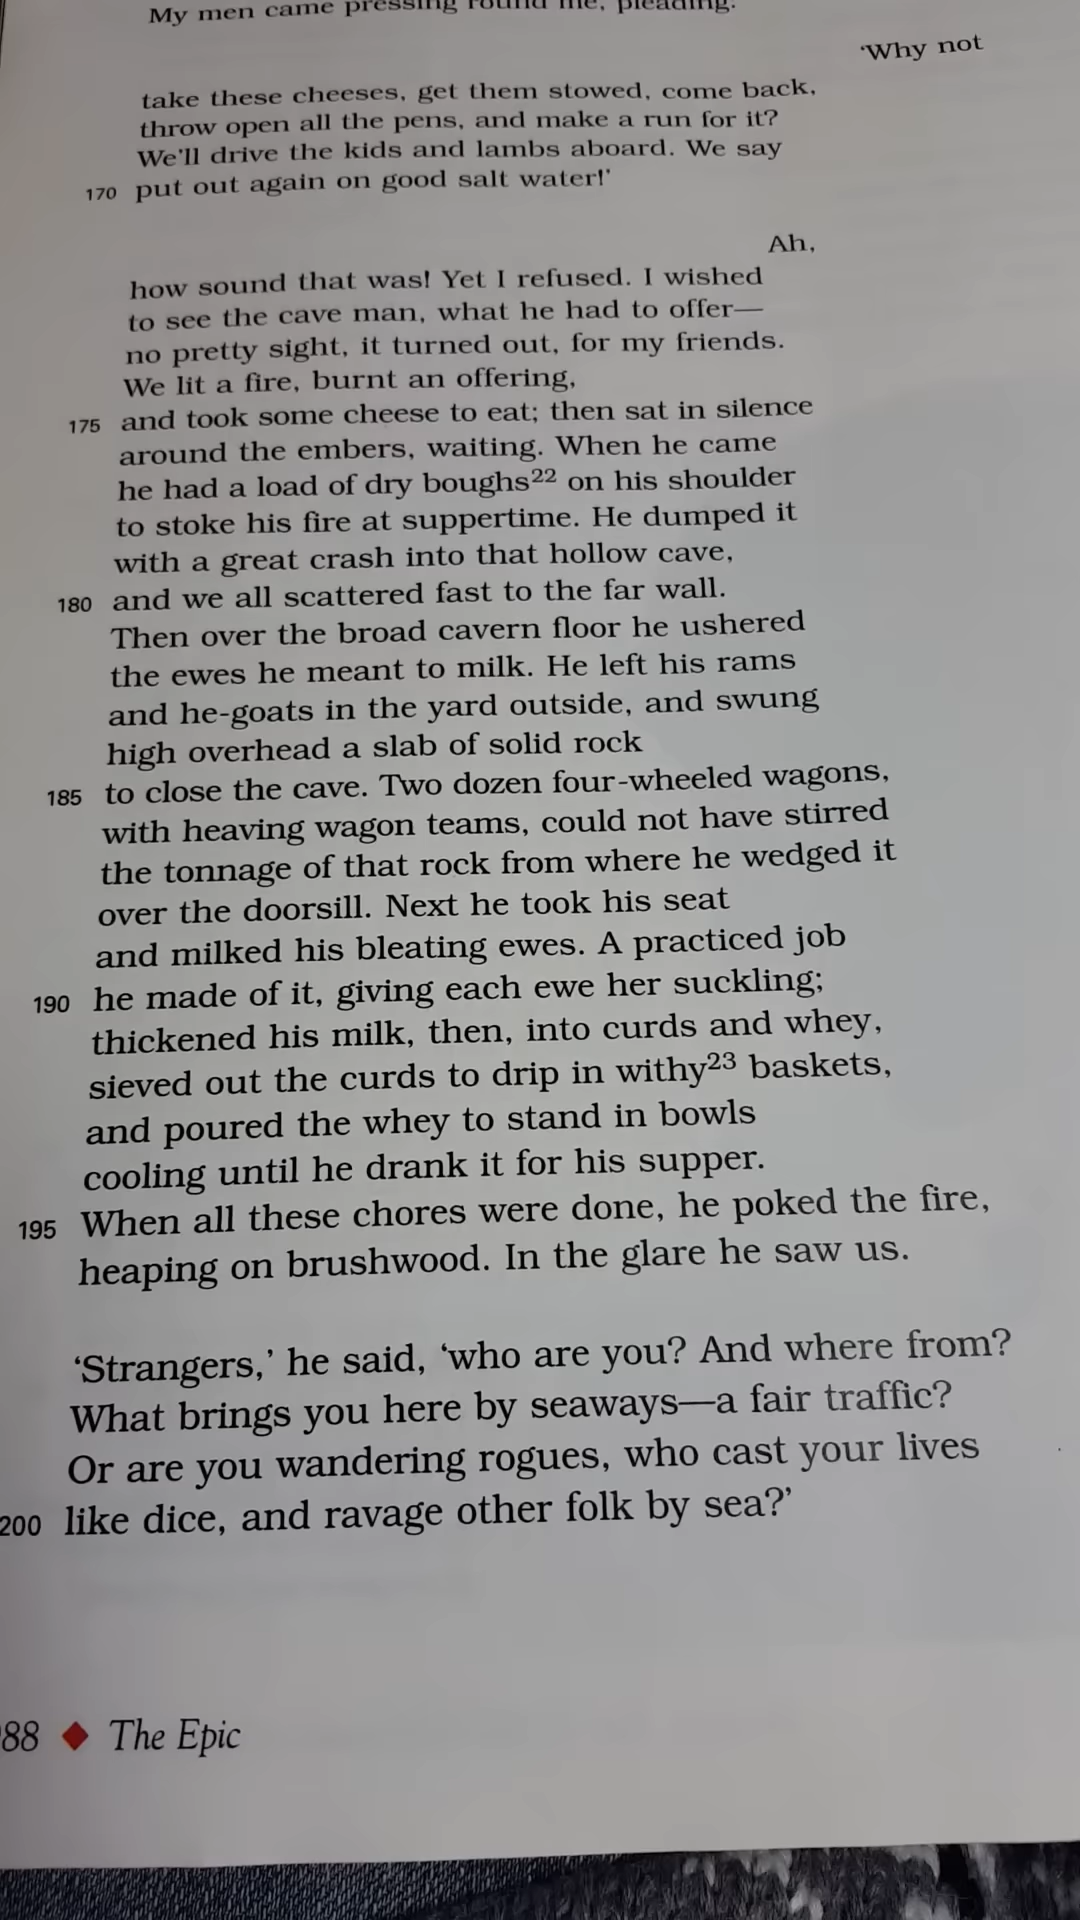 My men came pressing round me, pleading:
'Why not
take these cheeses, get them stowed, come back,
throw open all the pens, and make a run for it?
We'll drive the kids and lambs aboard. We say
170 put out again on good salt water!'
Ah,
how sound that was! Yet I refused. I wished
to see the cave man, what he had to offer—
no pretty sight, it turned out, for my friends.
We lit a fire, burnt an offering,
175 and took some cheese to eat; then sat in silence
around the embers, waiting. When he came
he had a load of dry boughs22 on his shoulder
to stoke his fire at suppertime. He dumped it
with a great crash into that hollow cave,
180 and we all scattered fast to the far wall.
Then over the broad cavern floor he ushered
the ewes he meant to milk. He left his rams
and he-goats in the yard outside, and swung
high overhead a slab of solid rock
185 to close the cave. Two dozen four-wheeled wagons,
with heaving wagon teams, could not have stirred
the tonnage of that rock from where he wedged it
over the doorsill. Next he took his seat
and milked his bleating ewes. A practiced job
190 he made of it, giving each ewe her suckling;
thickened his milk, then, into curds and whey,
sieved out the curds to drip in withy23 baskets,
and poured the whey to stand in bowls
cooling until he drank it for his supper.
195 When all these chores were done, he poked the fire,
heaping on brushwood. In the glare he saw us.
'Strangers,' he said, 'who are you? And where from?
What brings you here by seaways—a fair traffic?
Or are you wandering rogues, who cast your lives
200 like dice, and ravage other folk by sea?'
88 ◆ The Epic